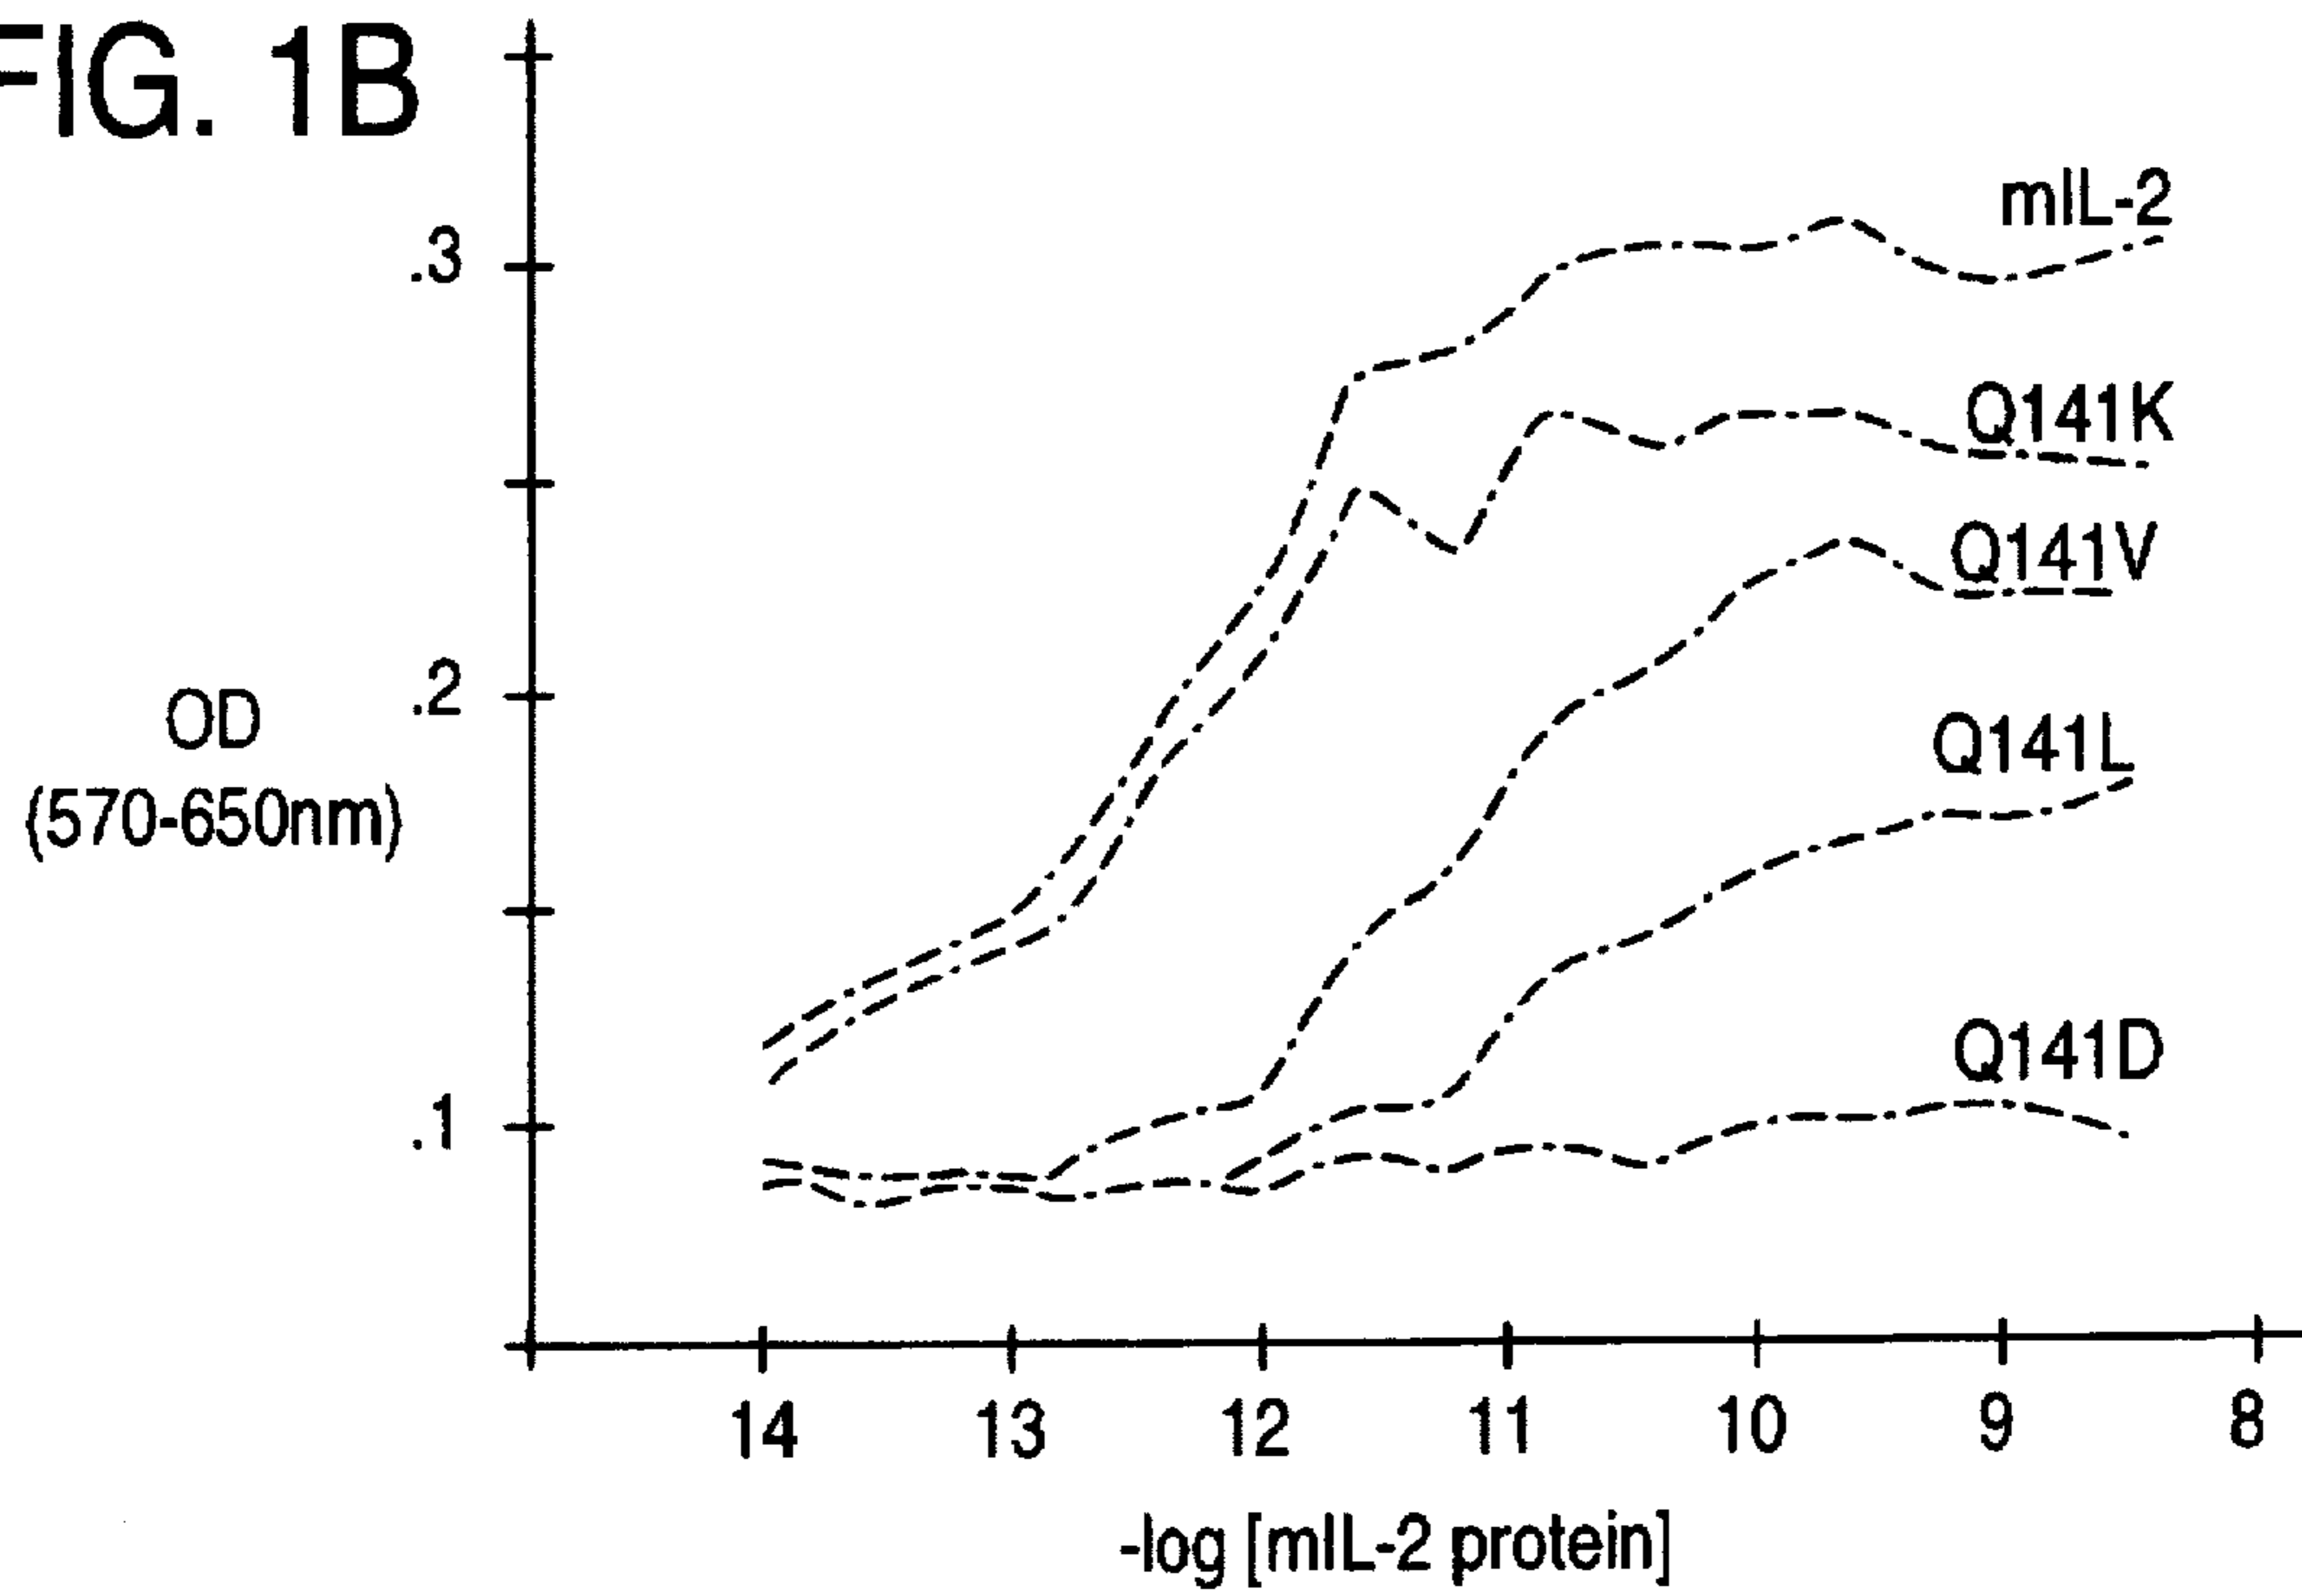 FIG. 1B
mIL-2
.3
Q141K
Q141V
.2
OD
(570-650nm)
Q141L
Q141D
.1
14 13 12 11 10 9 8
-log [mIL-2 protein]